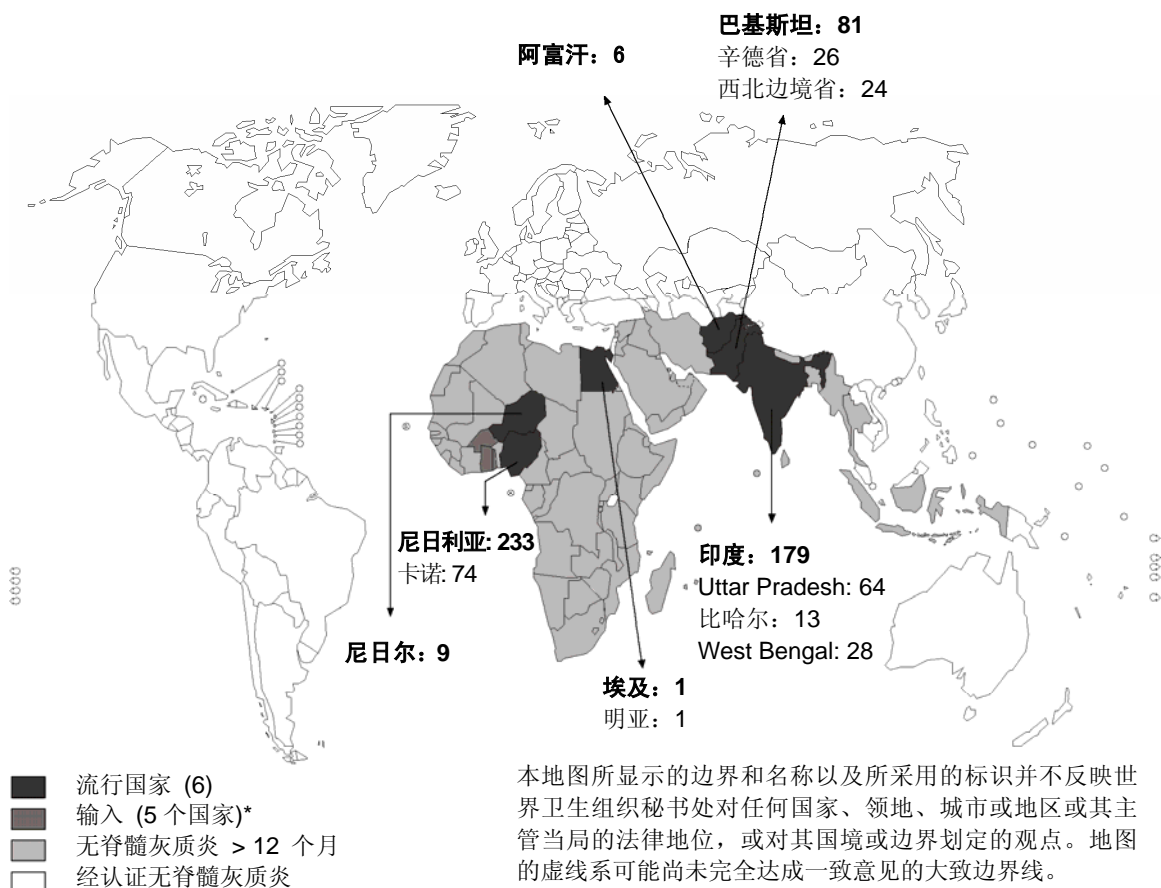 巴基斯坦：81
辛德省：26
西北边境省：24
阿富汗：6
尼日利亚: 233
卡诺: 74
尼日尔：9
印度：179
Uttar Pradesh: 64
比哈尔：13
West Bengal: 28
埃及：1
明亚：1
流行国家 (6)
输入 (5 个国家)*
无脊髓灰质炎 > 12 个月
经认证无脊髓灰质炎
本地图所显示的边界和名称以及所采用的标识并不反映世
界卫生组织秘书处对任何国家、领地、城市或地区或其主
管当局的法律地位，或对其国境或边界划定的观点。地图
的虚线系可能尚未完全达成一致意见的大致边界线。